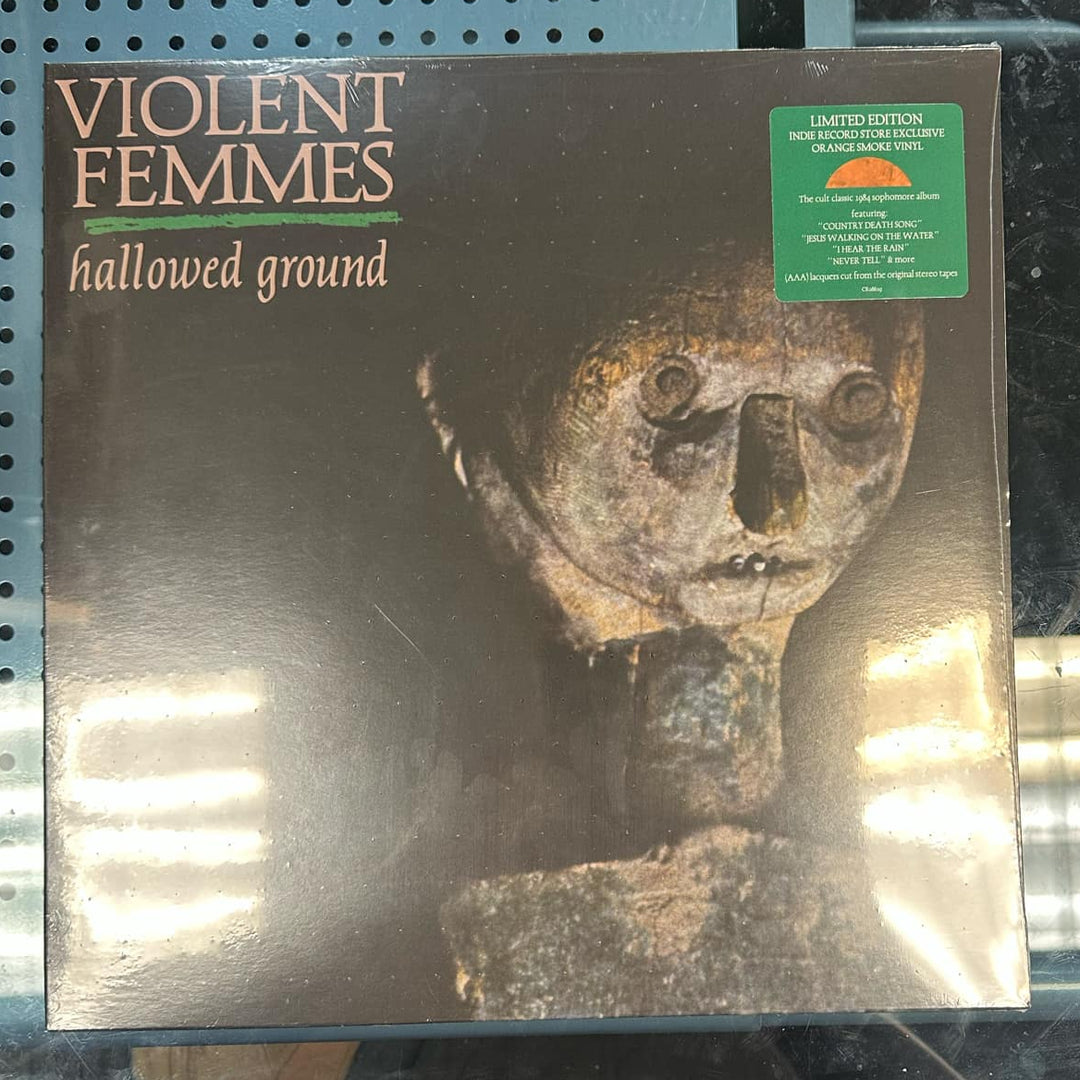 VIOLENT
FEMMES
hallowed ground
LIMITED EDITION
INDIE RECORD STORE EXCLUSIVE
ORANGE SMOKE VINYL
The cult classic 1984 sophomore album
featuring:
"COUNTRY DEATH SONG"
"JESUS WALKING ON THE WATER"
"I HEAR THE RAIN"
"NEVER TELL" & more
(AAA) lacquers cut from the original stereo tapes